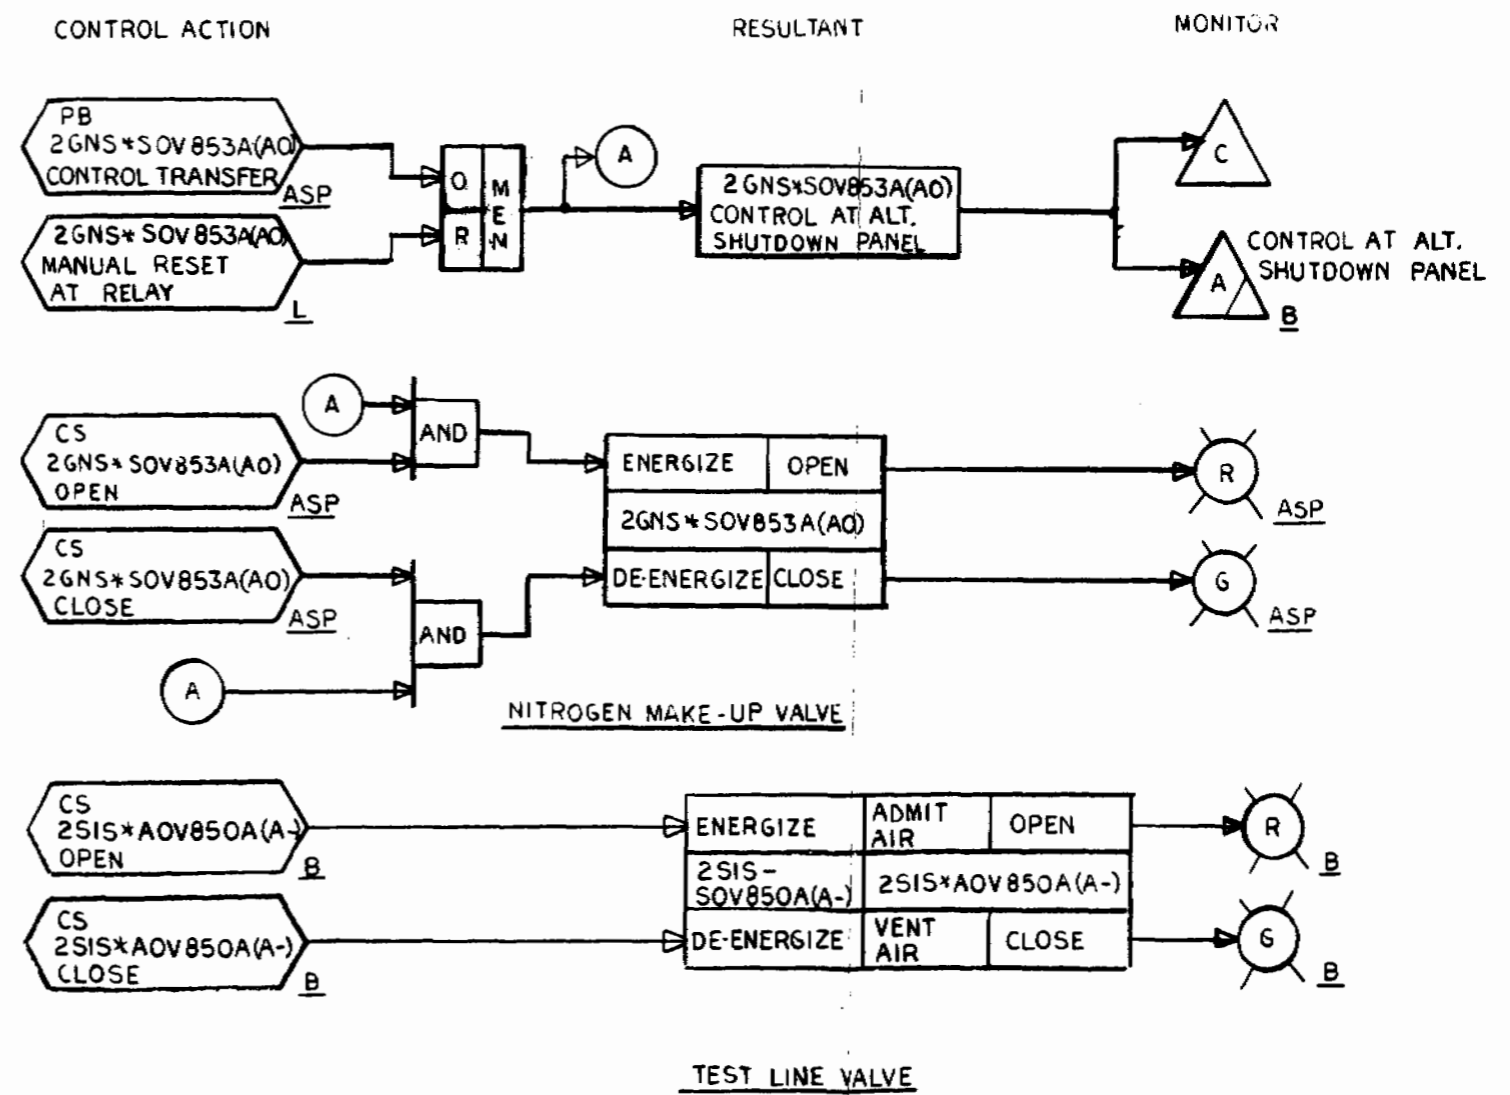 CONTROL ACTION
RESULTANT
MONITOR
PB
2GNS*SOV853A(AO)
CONTROL TRANSFER
ASP
2GNS*SOV853A(AO)
MANUAL RESET
AT RELAY
L
O
R
MEM
A
2GNS*SOV853A(AO)
CONTROL AT ALT.
SHUTDOWN PANEL
C
A
CONTROL AT ALT.
SHUTDOWN PANEL
B
A
AND
CS
2GNS*SOV853A(AO)
OPEN
ASP
CS
2GNS*SOV853A(AO)
CLOSE
ASP
AND
A
ENERGIZE
OPEN
2GNS*SOV853A(AO)
DE-ENERGIZE
CLOSE
R
ASP
G
ASP
NITROGEN MAKE-UP VALVE
CS
2SIS*AOV850A(A-)
OPEN
B
CS
2SIS*AOV850A(A-)
CLOSE
B
ENERGIZE
ADMIT
AIR
OPEN
2SIS-
SOV850A(A-)
2SIS*AOV850A(A-)
DE-ENERGIZE
VENT
AIR
CLOSE
R
B
G
B
TEST LINE VALVE